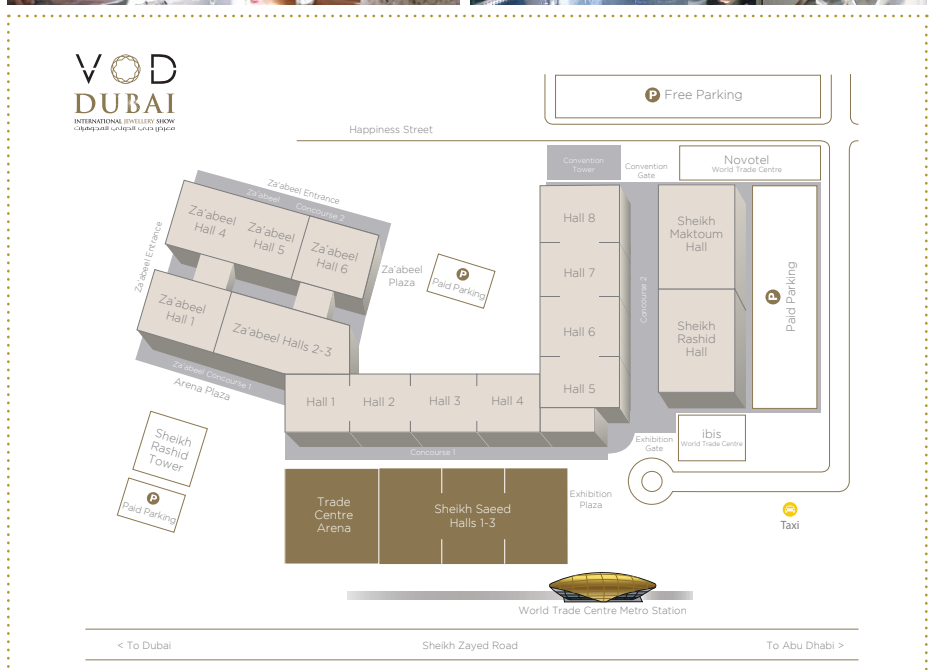 VOD
DUBAI
INTERNATIONAL JEWELLERY SHOW
معرض دبي الدولي للمجوهرات
P Free Parking
Happiness Street
Convention
Tower
Convention
Gate
Novotel
World Trade Centre
Za'abeel Entrance
Za'abeel Concourse 2
Za'abeel
Hall 4
Za'abeel
Hall 5
Za'abeel
Hall 6
Za'abeel Entrance
Za'abeel
Plaza
P
Paid Parking
Za'abeel
Hall 1
Za'abeel Halls 2-3
Za'abeel Concourse 1
Arena Plaza
Hall 8
Hall 7
Hall 6
Hall 5
Concourse 2
Sheikh
Maktoum
Hall
Sheikh
Rashid
Hall
P Paid Parking
Hall 1
Hall 2
Hall 3
Hall 4
Concourse 1
Exhibition
Gate
ibis
World Trade Centre
Sheikh
Rashid
Tower
P
Paid Parking
Trade
Centre
Arena
Sheikh Saeed
Halls 1-3
Exhibition
Plaza
Taxi
World Trade Centre Metro Station
< To Dubai
Sheikh Zayed Road
To Abu Dhabi >